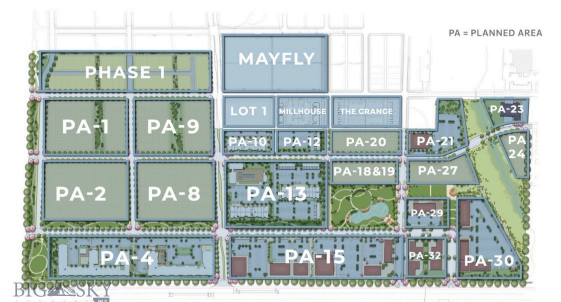 PA = PLANNED AREA
MAYFLY
PHASE 1
LOT 1
MILLHOUSE
THE GRANGE
PA-23
PA-1
PA-9
PA-10
PA-12
PA-20
PA-21
PA 24
PA-18&19
PA-27
PA-2
PA-8
PA-13
PA-29
PA-4
PA-15
PA-32
PA-30
BIG SKY